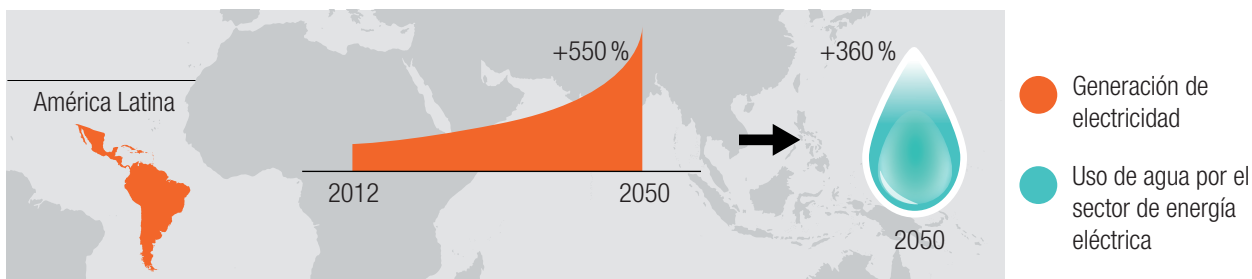 América Latina
+550 %
2012
2050
+360 %
2050
Generación de
electricidad
Uso de agua por el
sector de energía
eléctrica